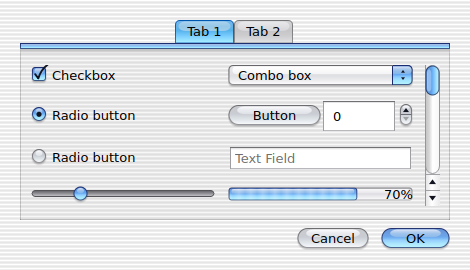 Tab 1 Tab 2
Checkbox Combo box
Radio button Button 0
Radio button Text Field
70%
Cancel OK